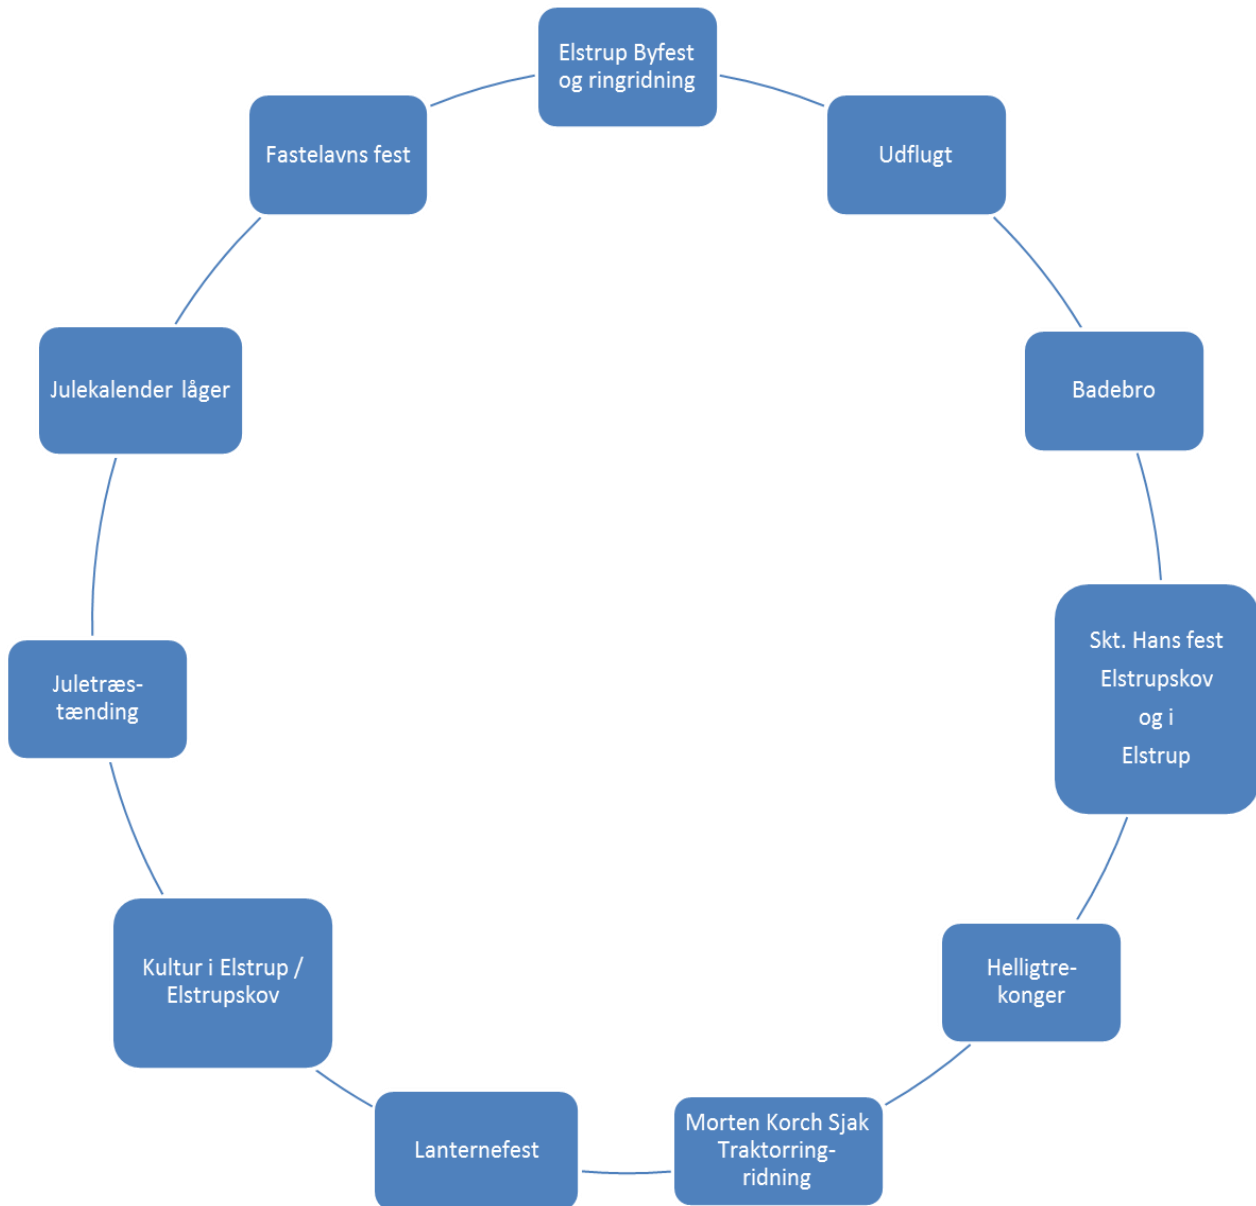 Elstrup Byfest
og ringridning
Udflugt
Badebro
Skt. Hans fest
Elstrupskov
og i
Elstrup
Helligtre-
konger
Morten Korch Sjak
Traktorring-
ridning
Lanternefest
Kultur i Elstrup /
Elstrupskov
Juletræs-
tænding
Julekalender låger
Fastelavns fest